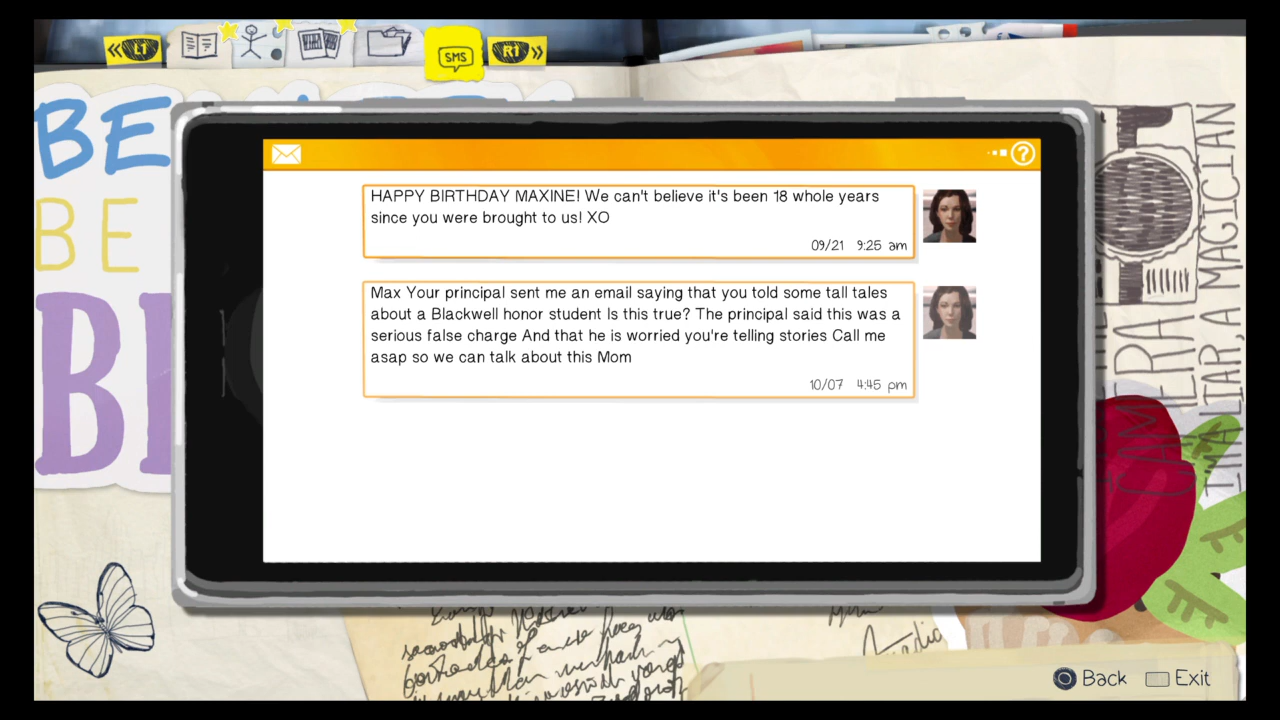 L1
SMS
R1
BE
BE
HAPPY BIRTHDAY MAXINE! We can't believe it's been 18 whole years
since you were brought to us! XO
09/21 9:25 am
Max Your principal sent me an email saying that you told some tall tales
about a Blackwell honor student Is this true? The principal said this was a
serious false charge And that he is worried you're telling stories Call me
asap so we can talk about this Mom
10/07 4:45 pm
?
CAMERA
I'M A LIAR, A MAGICIAN
Back
Exit